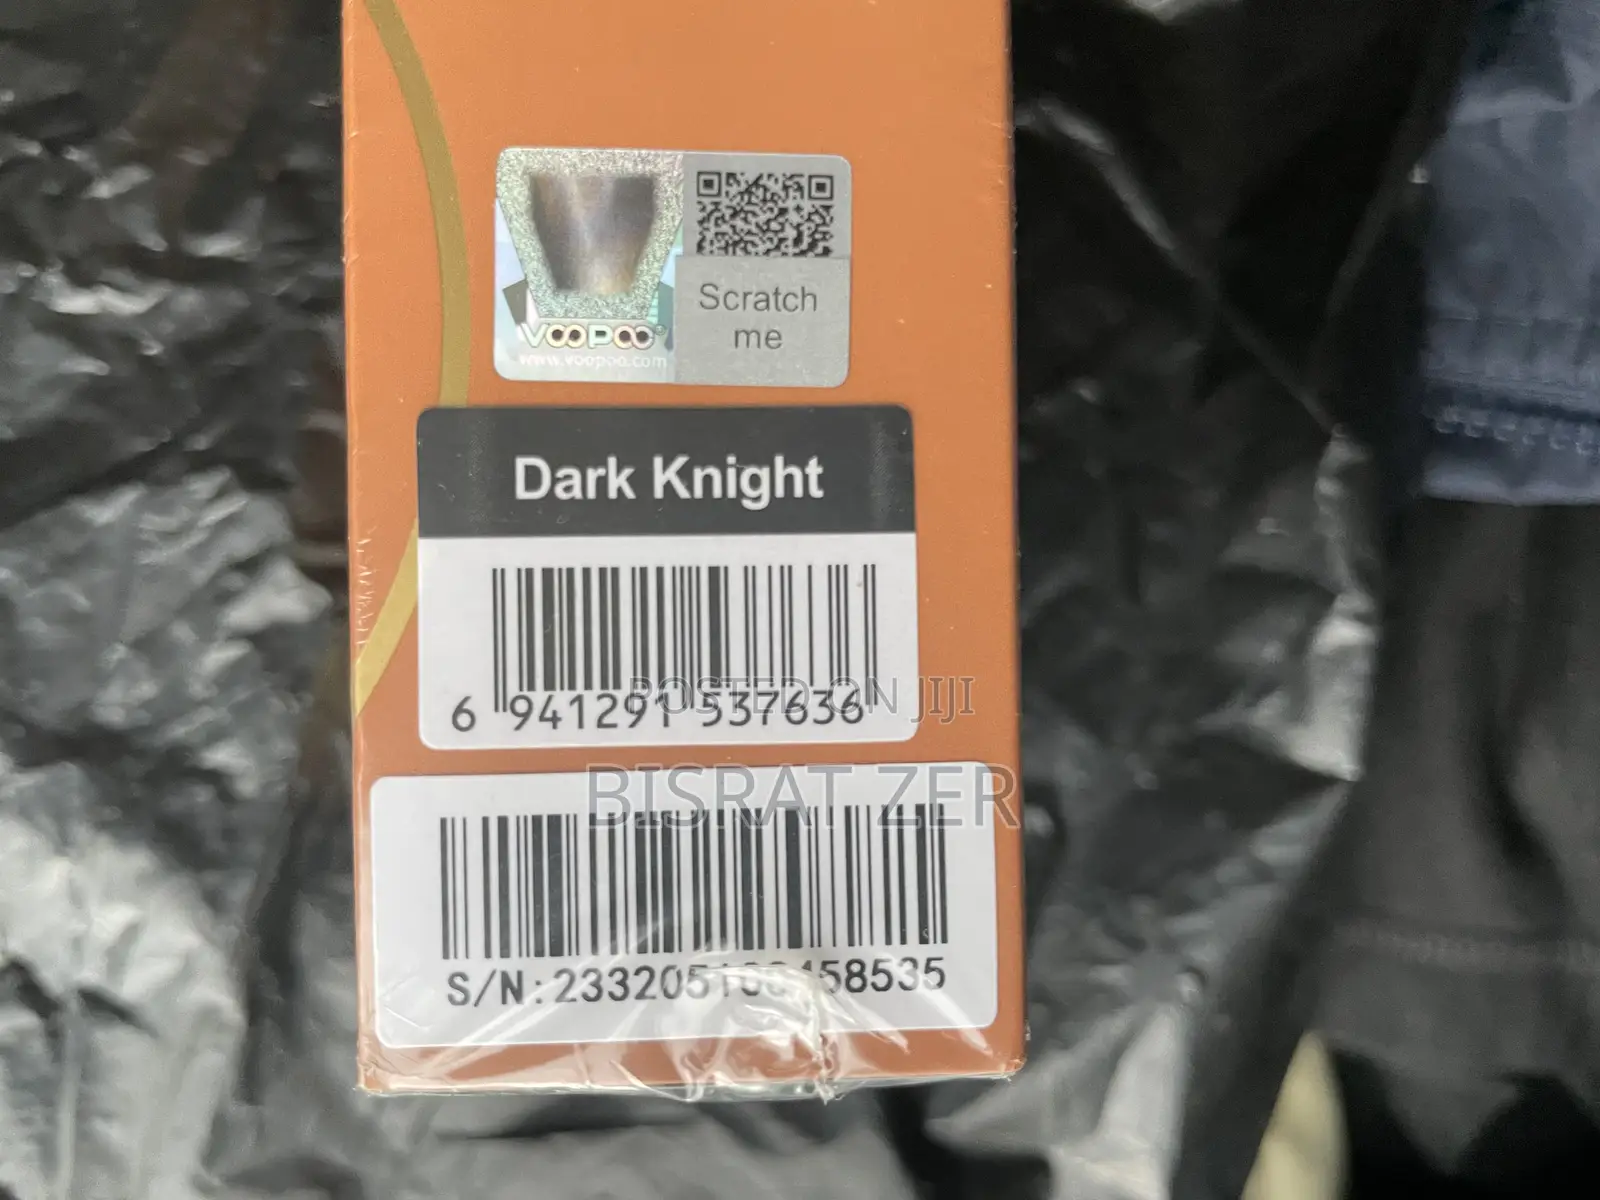 VOOPOO®
www.voopoo.com
Scratch
me
Dark Knight
6 941291 537636
POSTED ON JIJI
BISRAT ZER